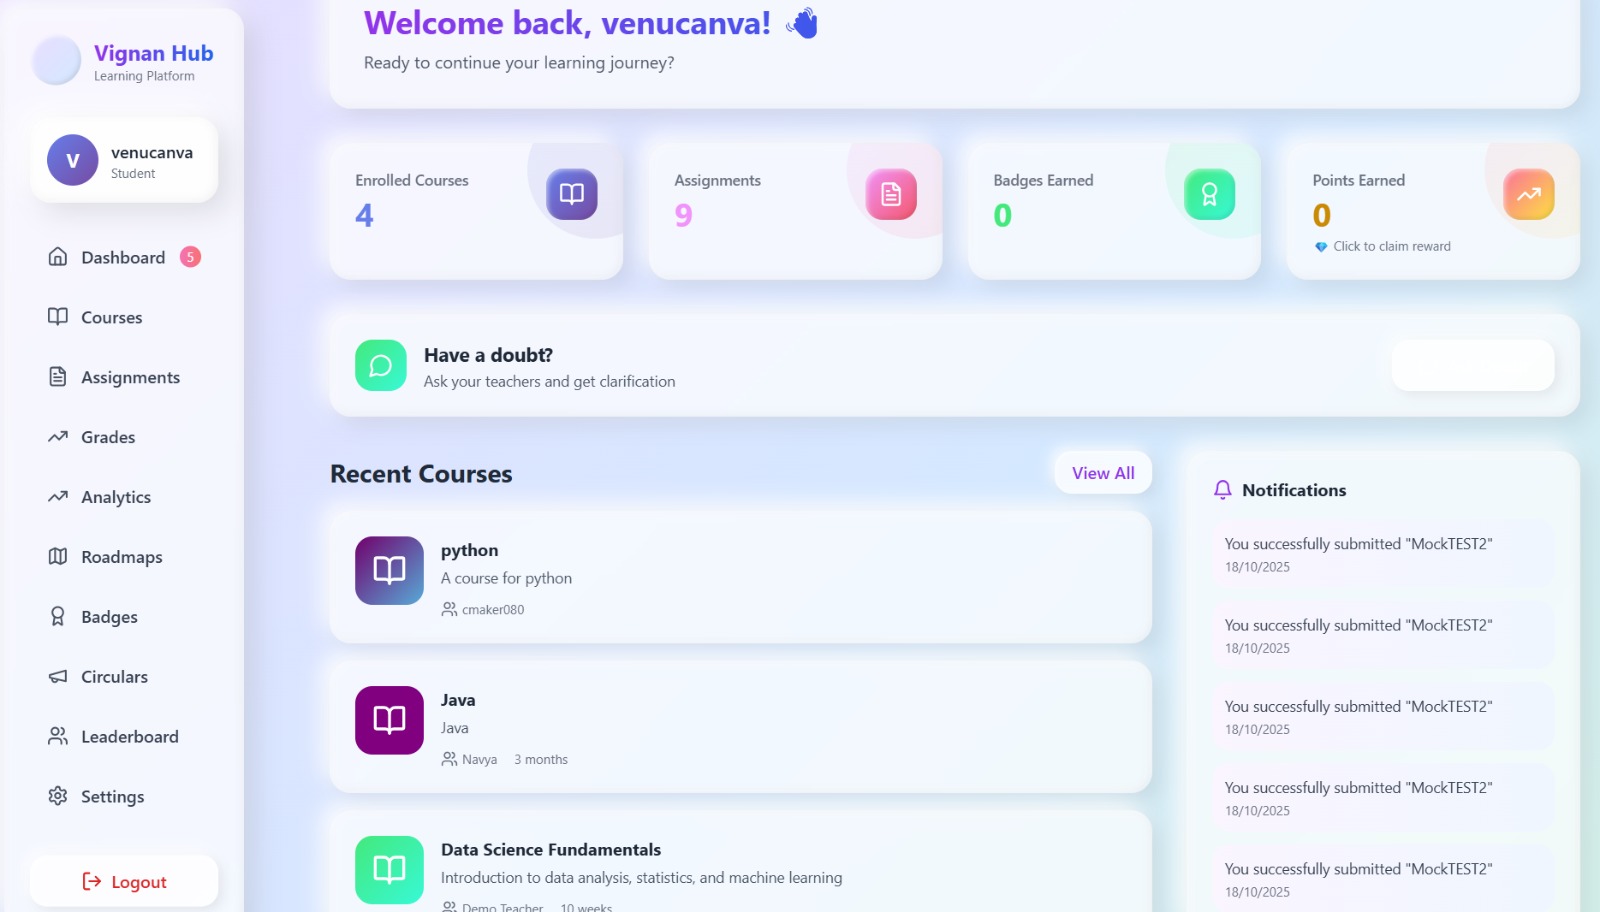 Vignan Hub
Learning Platform
V
venucanva
Student
Dashboard 5
Courses
Assignments
Grades
Analytics
Roadmaps
Badges
Circulars
Leaderboard
Settings
Logout
Welcome back, venucanva! 👋
Ready to continue your learning journey?
Enrolled Courses
4
Assignments
9
Badges Earned
0
Points Earned
0
💎 Click to claim reward
Have a doubt?
Ask your teachers and get clarification
Recent Courses
View All
python
A course for python
cmaker080
Java
Java
Navya 3 months
Data Science Fundamentals
Introduction to data analysis, statistics, and machine learning
Demo Teacher 10 weeks
Notifications
You successfully submitted "MockTEST2"
18/10/2025
You successfully submitted "MockTEST2"
18/10/2025
You successfully submitted "MockTEST2"
18/10/2025
You successfully submitted "MockTEST2"
18/10/2025
You successfully submitted "MockTEST2"
18/10/2025